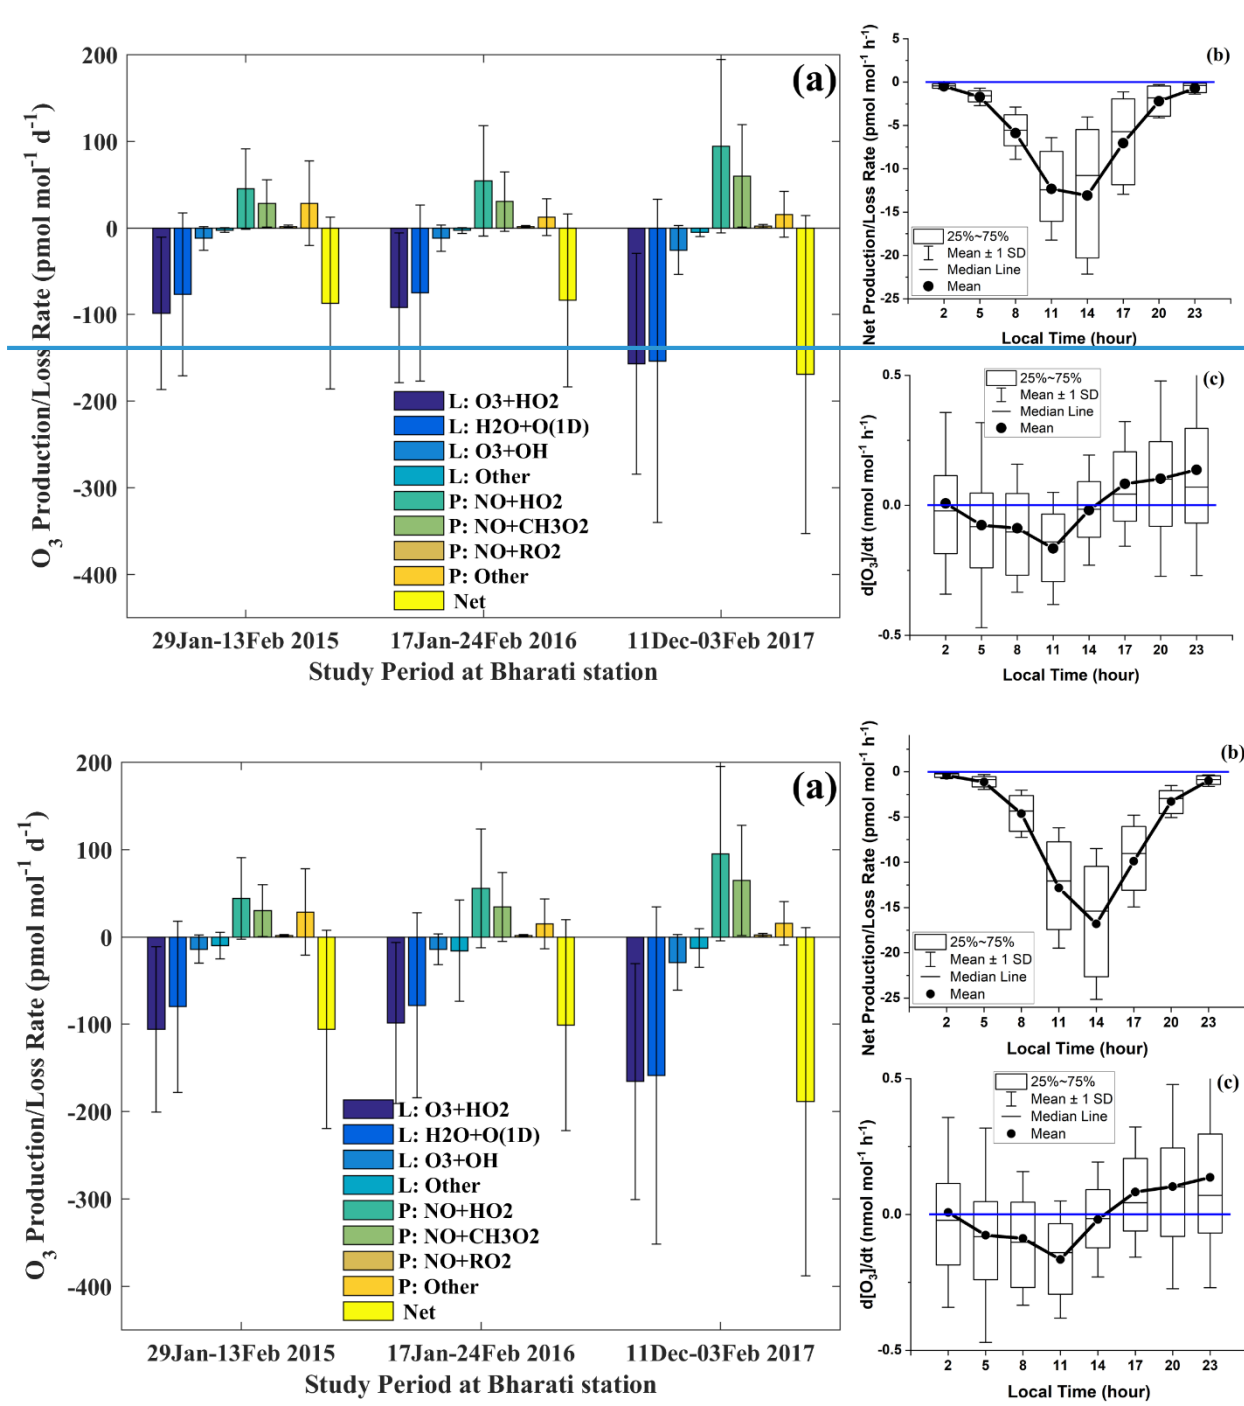 200
100
0
-100
-200
-300
-400
O3 Production/Loss Rate (pmol mol-1 d-1)
(a)
L: O3+HO2
L: H2O+O(1D)
L: O3+OH
L: Other
P: NO+HO2
P: NO+CH3O2
P: NO+RO2
P: Other
Net
29Jan-13Feb 2015 17Jan-24Feb 2016 11Dec-03Feb 2017
Study Period at Bharati station
5
0
-5
-10
-15
-20
-25
Net Production/Loss Rate (pmol mol-1 h-1)
(b)
25%~75%
Mean ± 1 SD
Median Line
Mean
2 5 8 11 14 17 20 23
Local Time (hour)
0.5
0.0
-0.5
d[O3]/dt (nmol mol-1 h-1)
(c)
25%~75%
Mean ± 1 SD
Median Line
Mean
2 5 8 11 14 17 20 23
Local Time (hour)
200
100
0
-100
-200
-300
-400
O3 Production/Loss Rate (pmol mol-1 d-1)
(a)
L: O3+HO2
L: H2O+O(1D)
L: O3+OH
L: Other
P: NO+HO2
P: NO+CH3O2
P: NO+RO2
P: Other
Net
29Jan-13Feb 2015 17Jan-24Feb 2016 11Dec-03Feb 2017
Study Period at Bharati station
0
-5
-10
-15
-20
-25
Net Production/Loss Rate (pmol mol-1 h-1)
(b)
25%~75%
Mean ± 1 SD
Median Line
Mean
2 5 8 11 14 17 20 23
Local Time (hour)
0.5
0.0
-0.5
d[O3]/dt (nmol mol-1 h-1)
(c)
25%~75%
Mean ± 1 SD
Median Line
Mean
2 5 8 11 14 17 20 23
Local Time (hour)